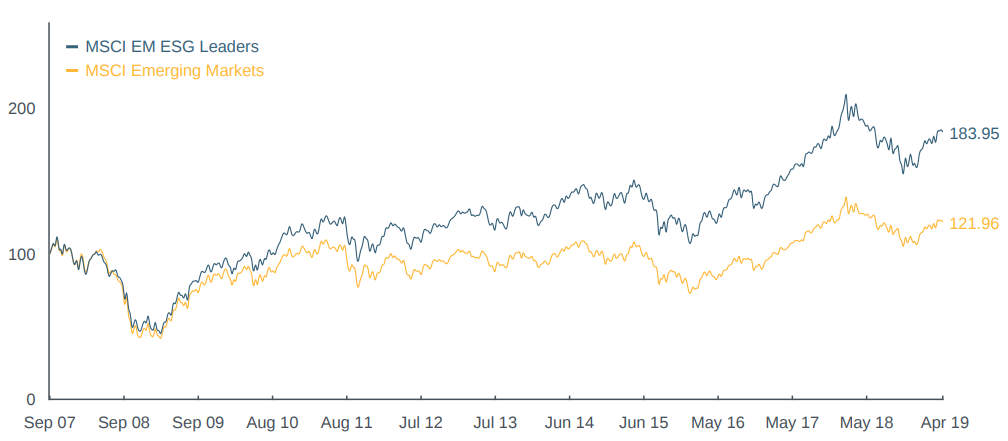 MSCI EM ESG Leaders
MSCI Emerging Markets
200
183.95
121.96
100
0
Sep 07 Sep 08 Sep 09 Aug 10 Aug 11 Jul 12 Jul 13 Jun 14 Jun 15 May 16 May 17 May 18 Apr 19